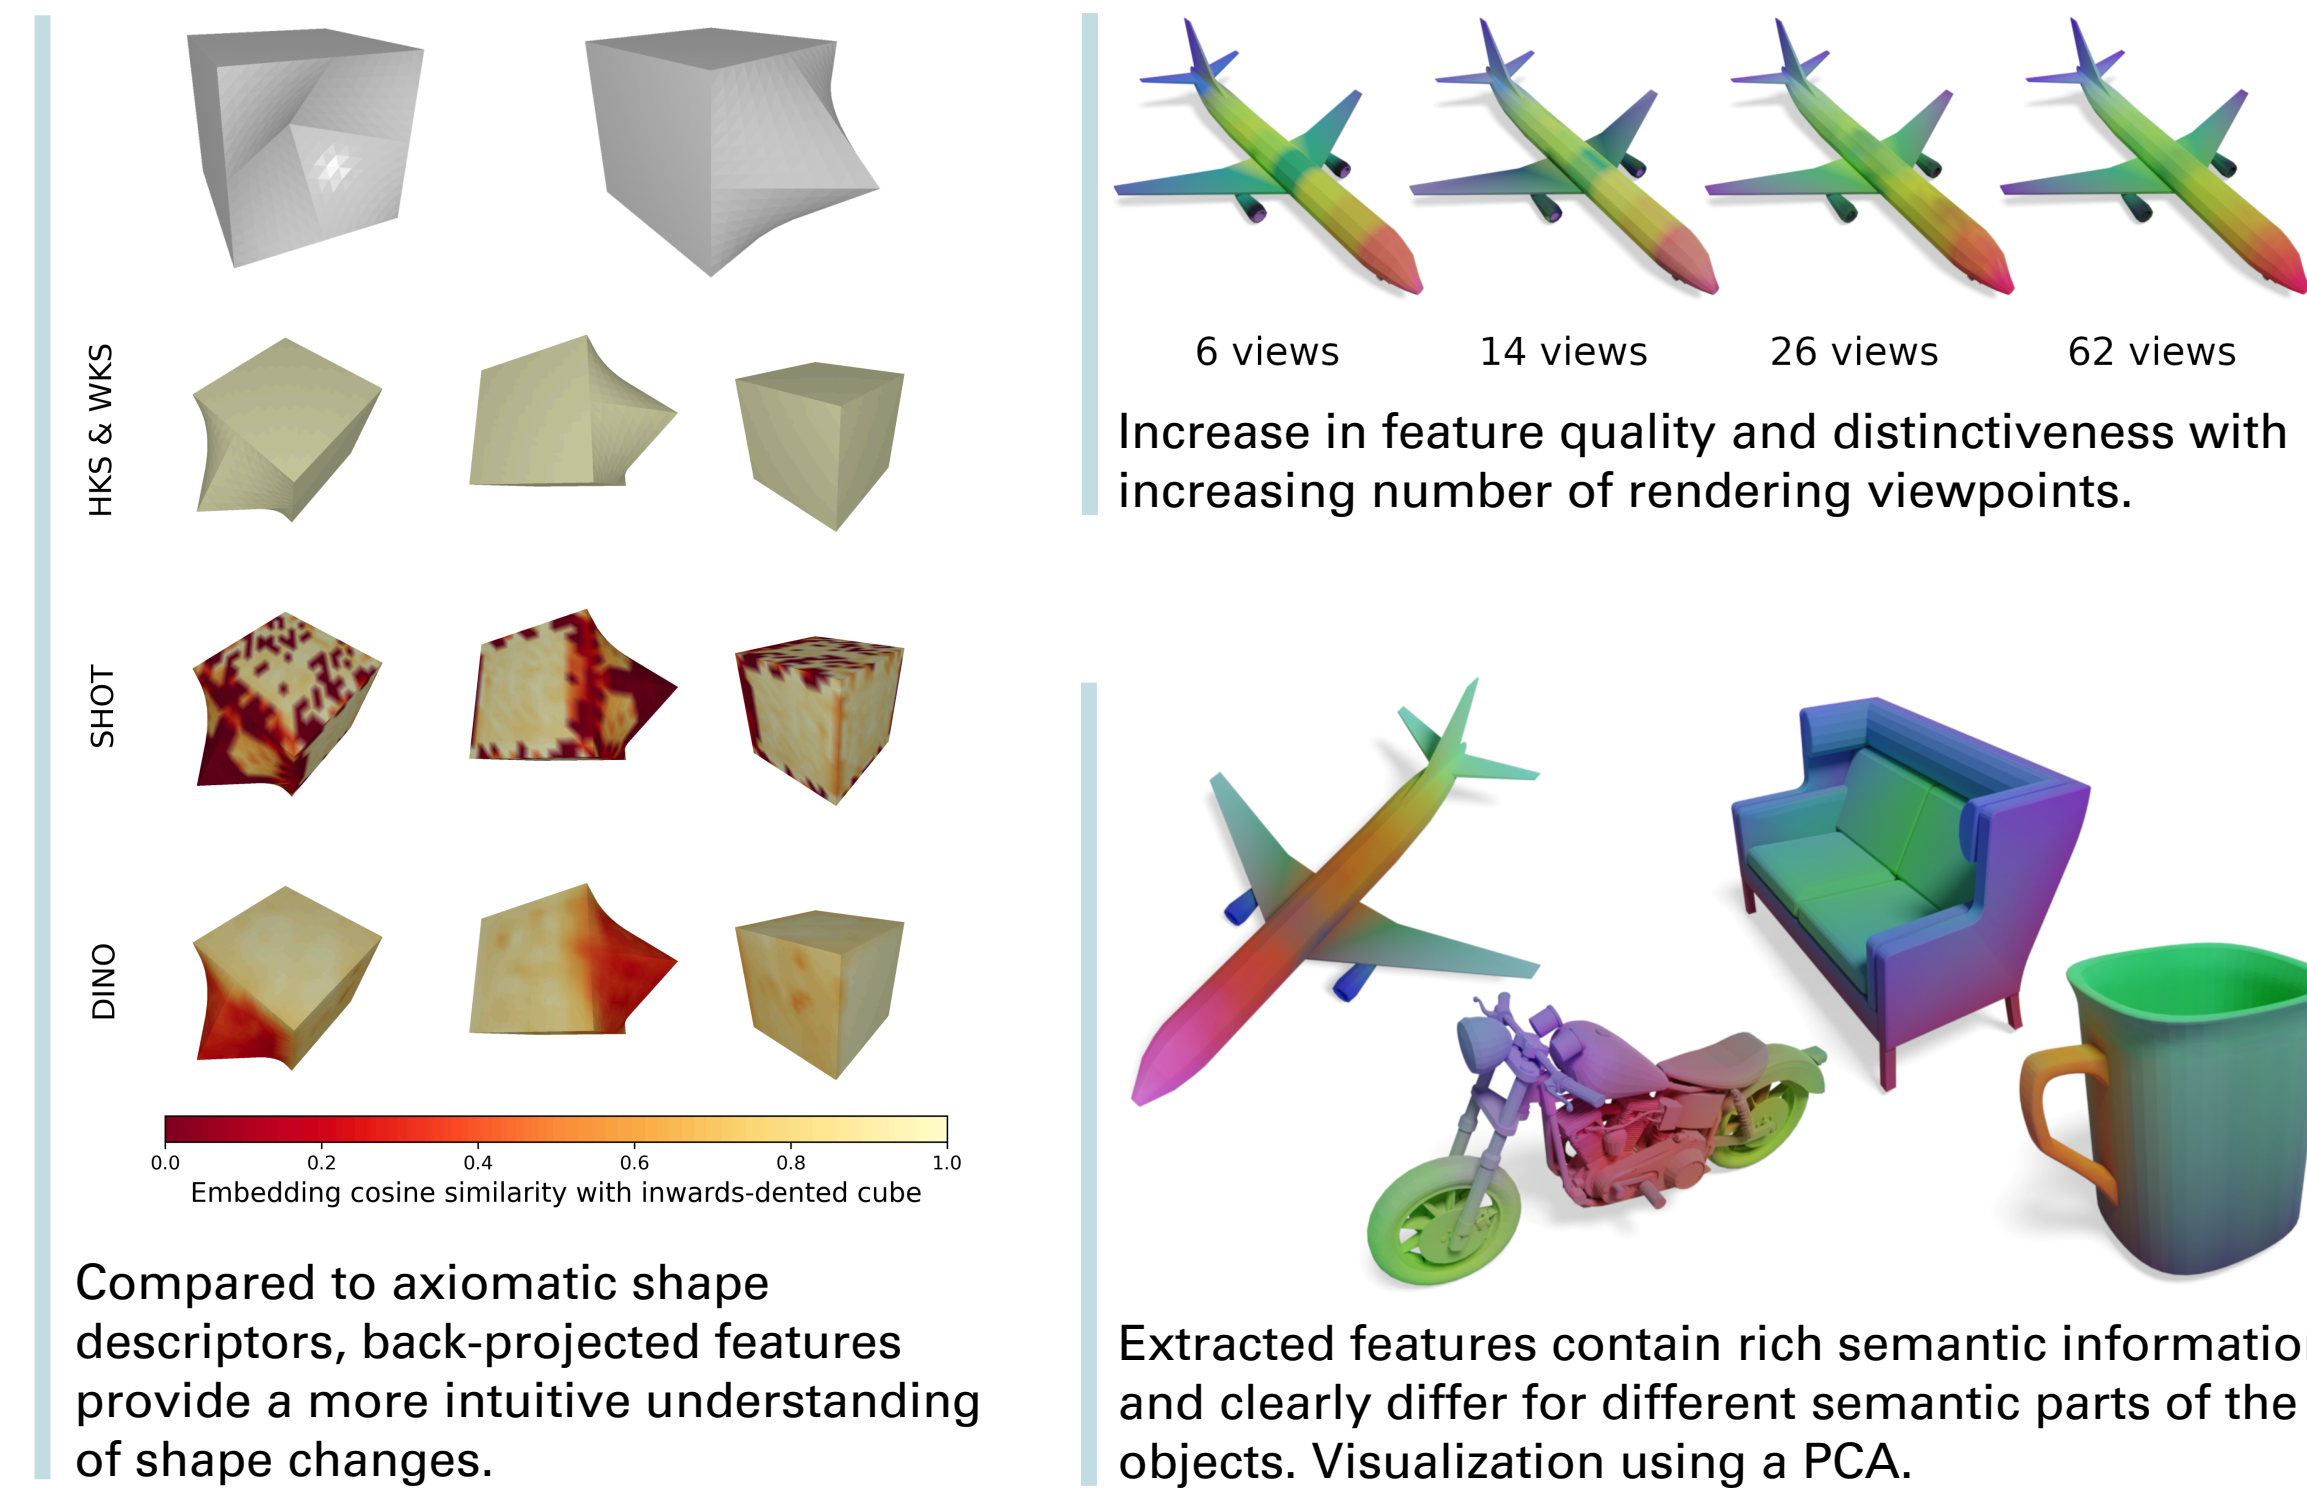 HKS & WKS
SHOT
DINO
0.0 0.2 0.4 0.6 0.8 1.0
Embedding cosine similarity with inwards-dented cube
Compared to axiomatic shape
descriptors, back-projected features
provide a more intuitive understanding
of shape changes.
6 views 14 views 26 views 62 views
Increase in feature quality and distinctiveness with
increasing number of rendering viewpoints.
Extracted features contain rich semantic informatio
and clearly differ for different semantic parts of the
objects. Visualization using a PCA.